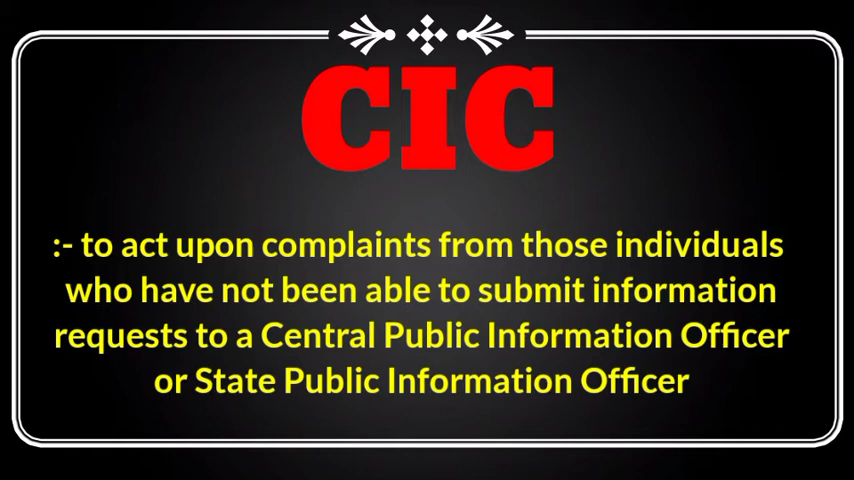 CIC
:- to act upon complaints from those individuals
who have not been able to submit information
requests to a Central Public Information Officer
or State Public Information Officer